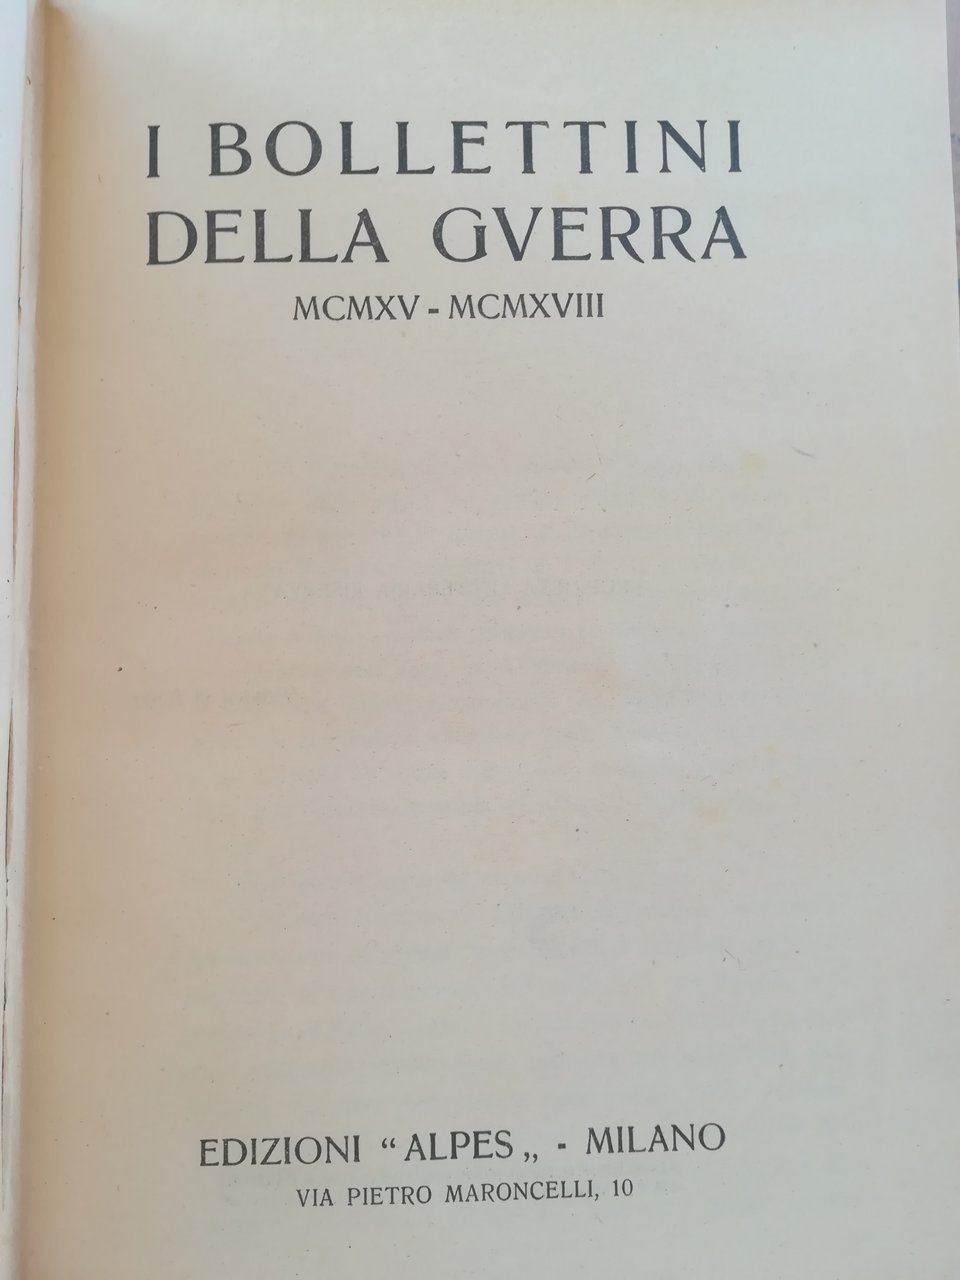 I BOLLETTINI
DELLA GVERRA
MCMXV - MCMXVIII
EDIZIONI “ ALPES „ - MILANO
VIA PIETRO MARONCELLI, 10